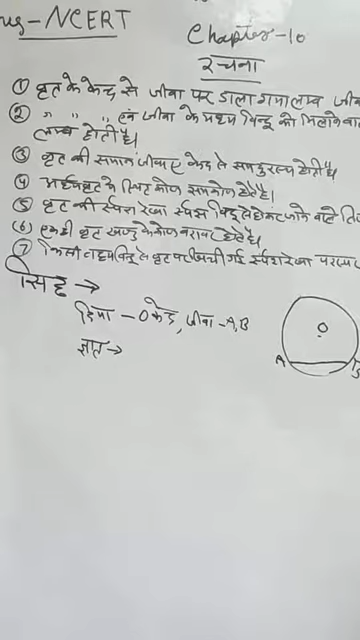 NCERT
Chapter-10
रचना
① वृत के केन्द्र से जीवा पर डाला गया लम्ब जीवा
② " " " एवं जीवा के मध्य बिन्दु को मिलाने वा
लम्ब होती है।
③ वृत की समान जीवाएं केन्द्र से समदूरस्थ होती है
④ अर्धवृत के स्थित कोण समकोण होते है।
⑤ वृत की स्पर्श रेखा स्पर्श बिंदु से होकर जाने वाले
(6) एक ही वृत खण्ड के कोण बराबर होते है।
⑦ किसी वाह्य बिन्दु से वृत पर खींची गई स्पर्श रेखा परस्पर
सिद्ध →
दिया - O केंद्र, जीवा - A, B
ज्ञात →
O
A B